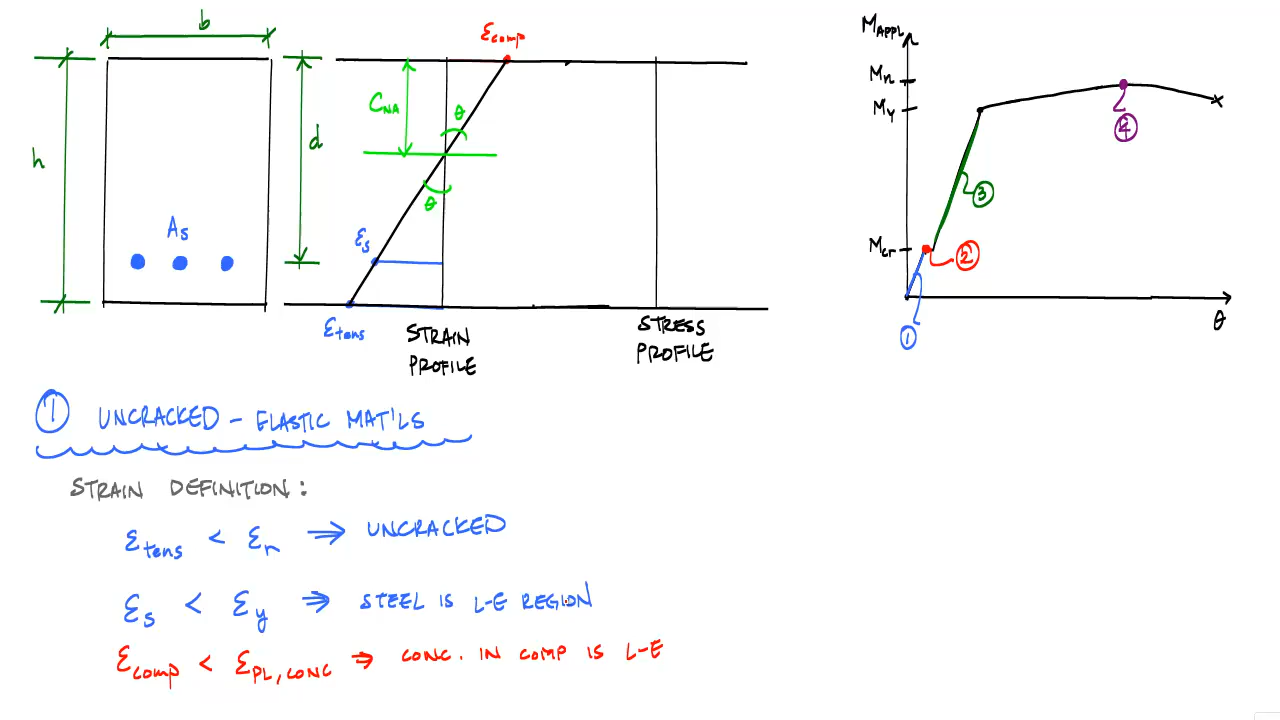 b
h
As
d
εcomp
CNA
θ
θ
εs
εtens
STRAIN
PROFILE
STRESS
PROFILE
MAPPL
Mn
My
Mcr
θ
①
②
③
④
① UNCRACKED – ELASTIC MAT'LS
STRAIN DEFINITION:
εtens < εr ⇒ UNCRACKED
εs < εy ⇒ STEEL IS L-E REGION
εcomp < εPL,CONC ⇒ CONC. IN COMP IS L-E